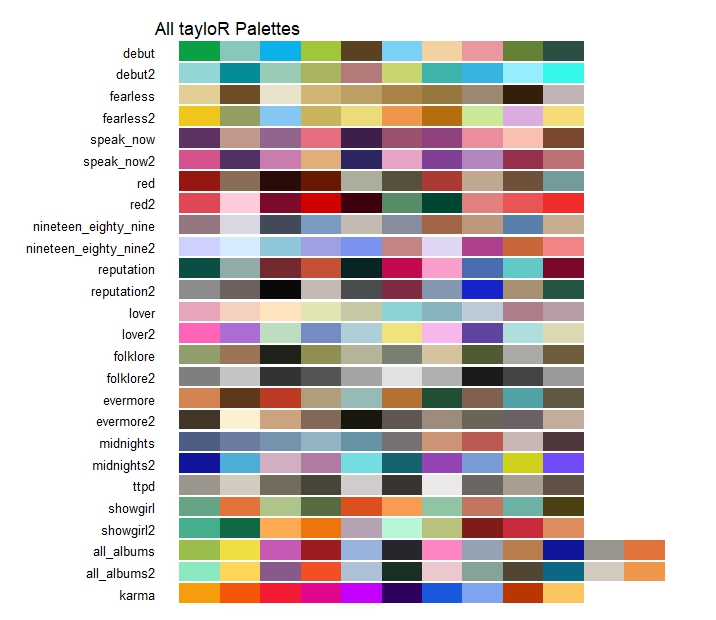 All tayloR Palettes
debut
debut2
fearless
fearless2
speak_now
speak_now2
red
red2
nineteen_eighty_nine
nineteen_eighty_nine2
reputation
reputation2
lover
lover2
folklore
folklore2
evermore
evermore2
midnights
midnights2
ttpd
showgirl
showgirl2
all_albums
all_albums2
karma